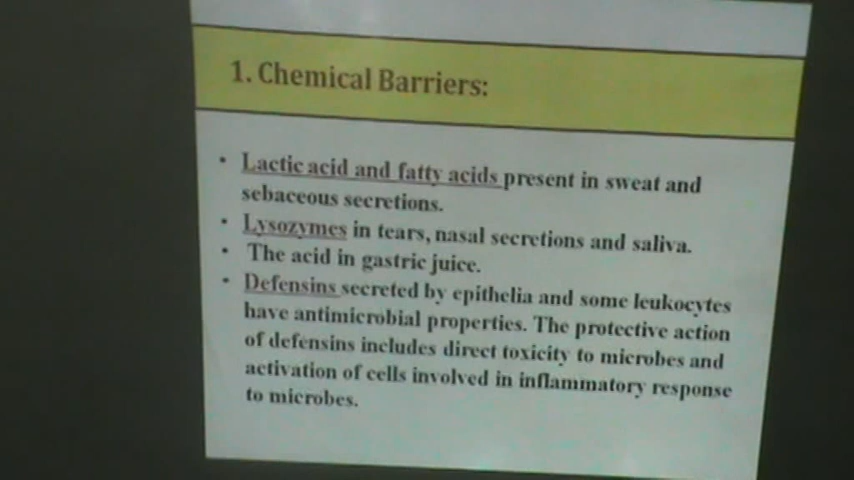 1. Chemical Barriers:
• Lactic acid and fatty acids present in sweat and
sebaceous secretions.
• Lysozymes in tears, nasal secretions and saliva.
• The acid in gastric juice.
• Defensins secreted by epithelia and some leukocytes
have antimicrobial properties. The protective action
of defensins includes direct toxicity to microbes and
activation of cells involved in inflammatory response
to microbes.